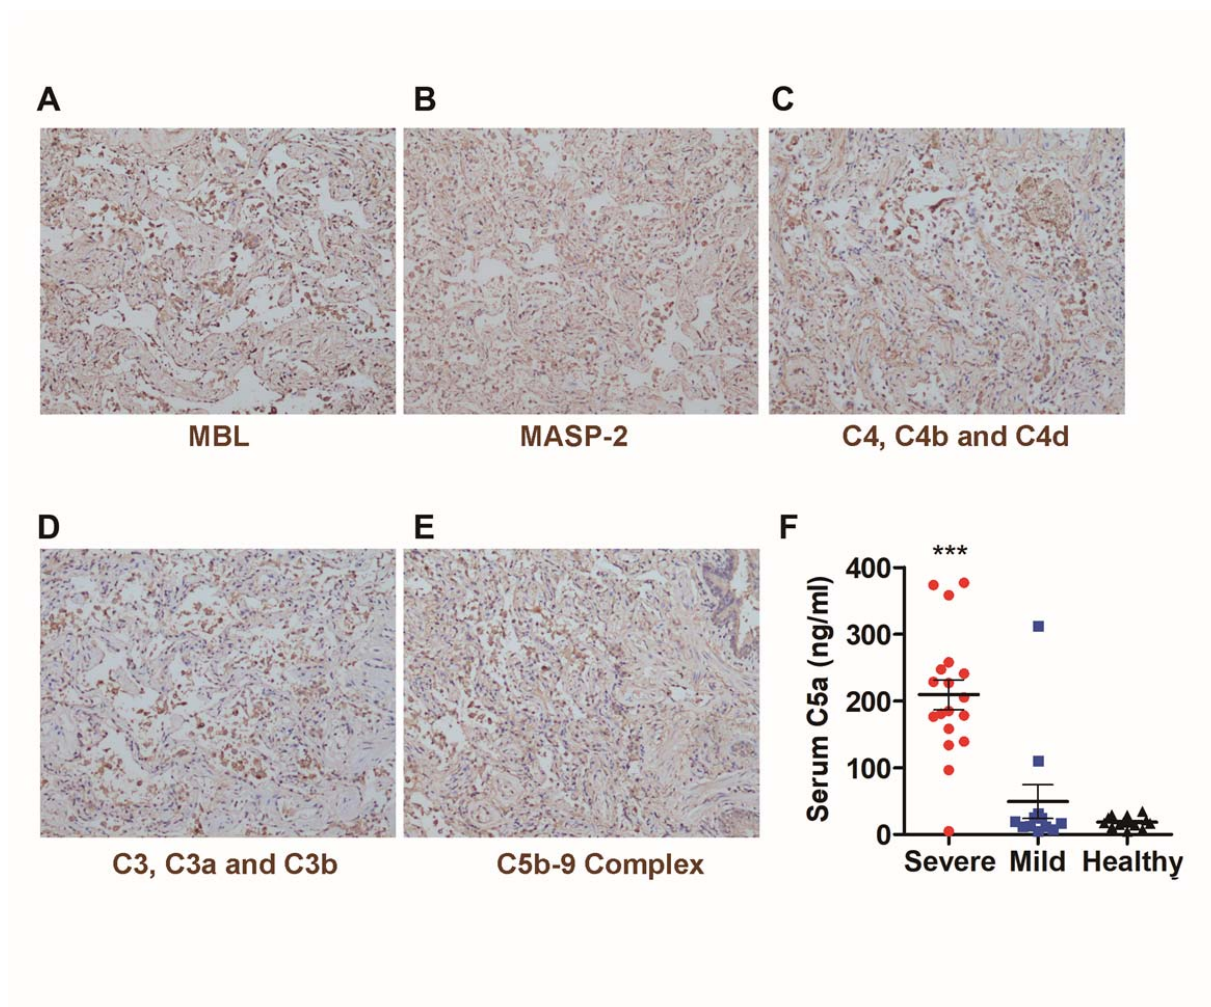 A
B
C
MBL
MASP-2
C4, C4b and C4d
D
E
F
C3, C3a and C3b
C5b-9 Complex
***
Serum C5a (ng/ml)
400
300
200
100
0
Severe Mild Healthy